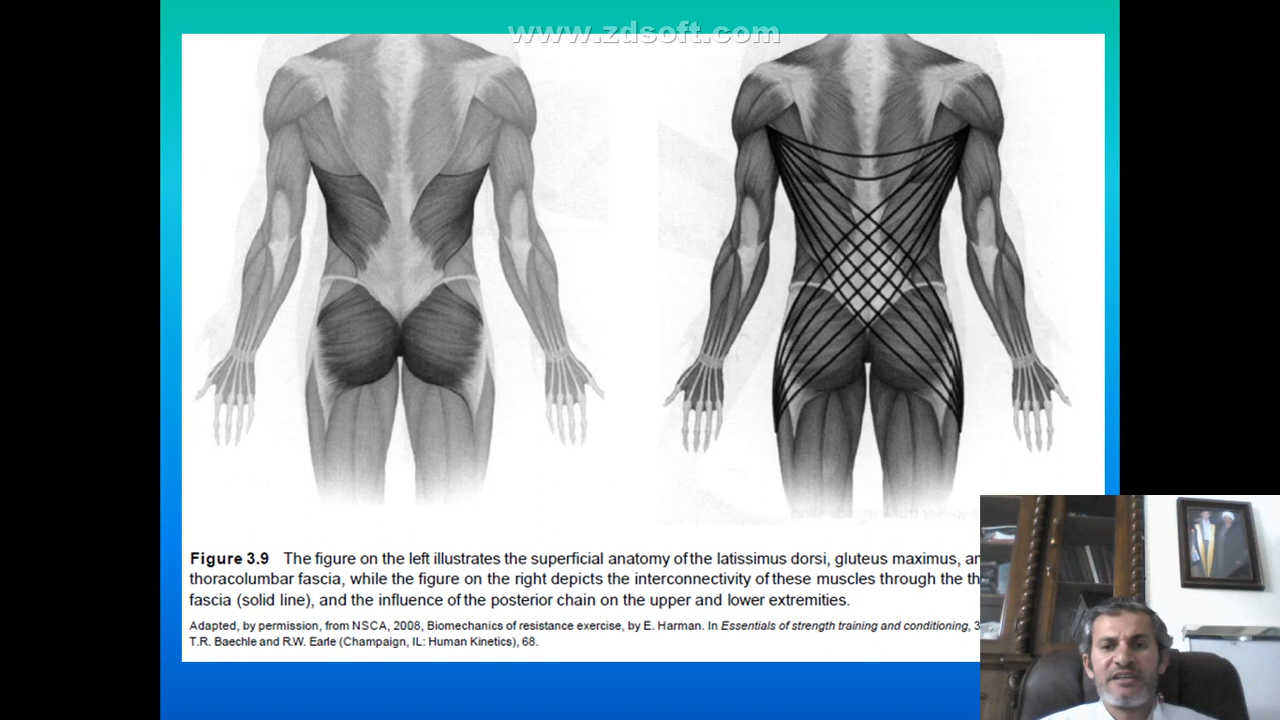 www.zdsoft.com
Figure 3.9 The figure on the left illustrates the superficial anatomy of the latissimus dorsi, gluteus maximus,
thoracolumbar fascia, while the figure on the right depicts the interconnectivity of these muscles through the
fascia (solid line), and the influence of the posterior chain on the upper and lower extremities.
Adapted, by permission, from NSCA, 2008, Biomechanics of resistance exercise, by E. Harman. In Essentials of strength training and conditioning,
T.R. Baechle and R.W. Earle (Champaign, IL: Human Kinetics), 68.